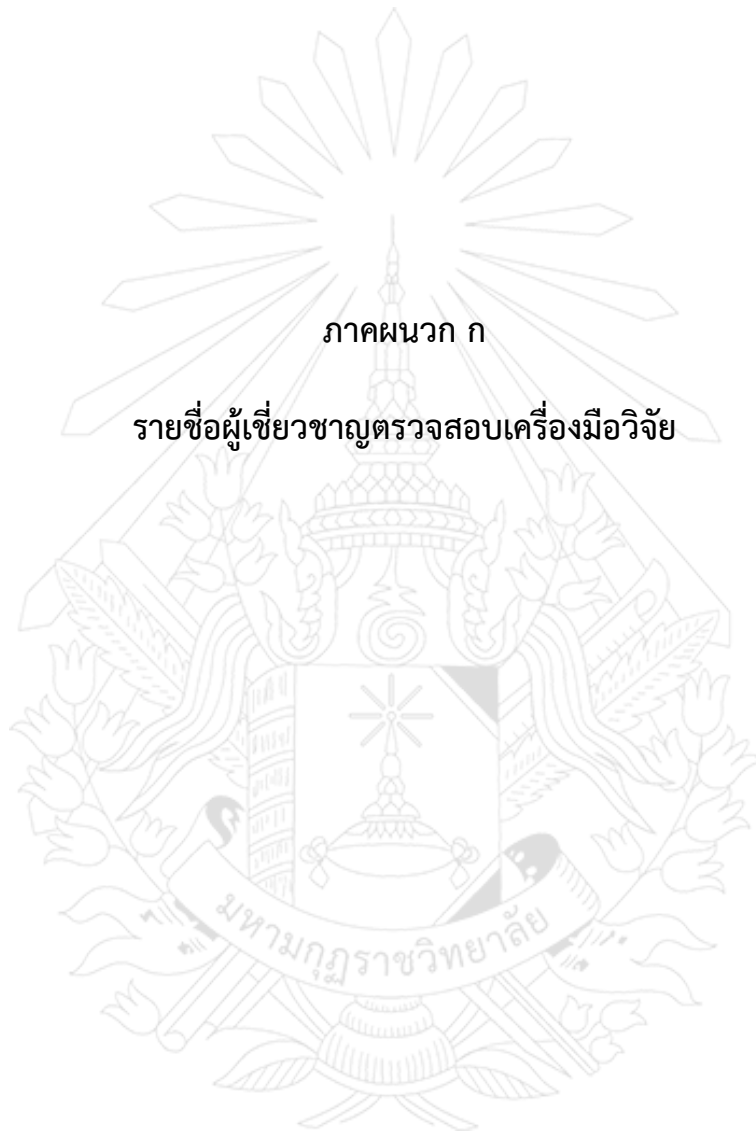 ภาคผนวก ก
รายชื่อผู้เชี่ยวชาญตรวจสอบเครื่องมือวิจัย
มหามกุฏราชวิทยาลัย